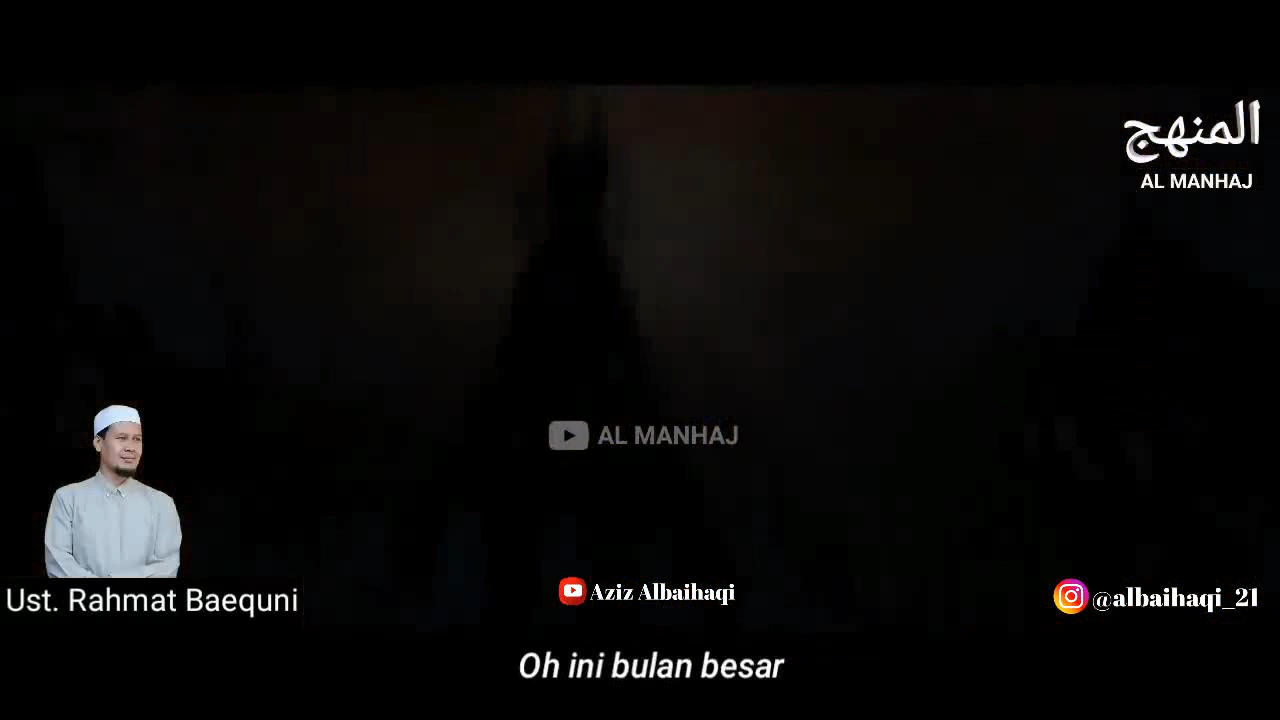 المنهج
AL MANHAJ
AL MANHAJ
Ust. Rahmat Baequni
Aziz Albaihaqi
@albaihaqi_21
Oh ini bulan besar